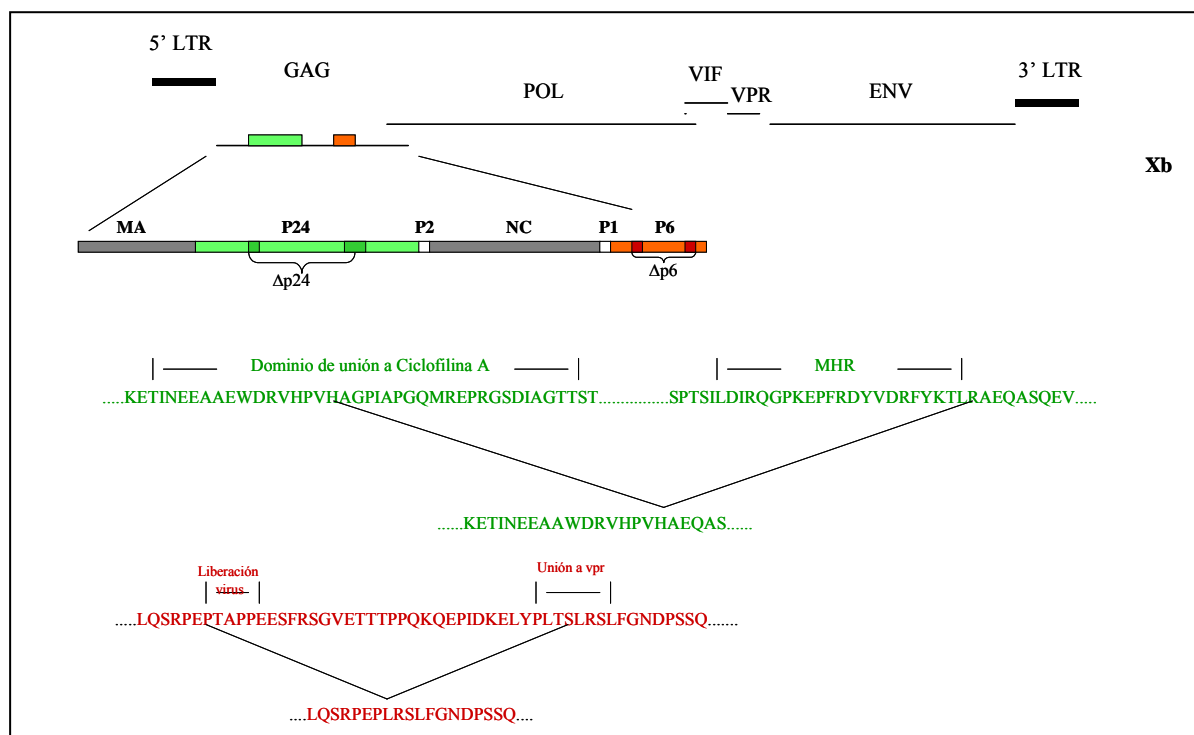 5’ LTR
GAG
POL
VIF
VPR
ENV
3’ LTR
Xb
MA
P24
P2
NC
P1
P6
Δp24
Δp6
Dominio de unión a Ciclofilina A
MHR
.....KETINEEAAEWDRVHPVHAGPIAPGQMREPRGSDIAGTTST................SPTSILDIRQGPKEPFRDYVDRFYKTLRAEQASQEV.....
......KETINEEAAWDRVHPVHAEQAS......
Liberación
virus
Unión a vpr
.....LQSRPEPTAPPEESFRSGVETTTPPQKQEPIDKELYPLTSLRSLFGNDPSSQ.......
....LQSRPEPLRSLFGNDPSSQ....